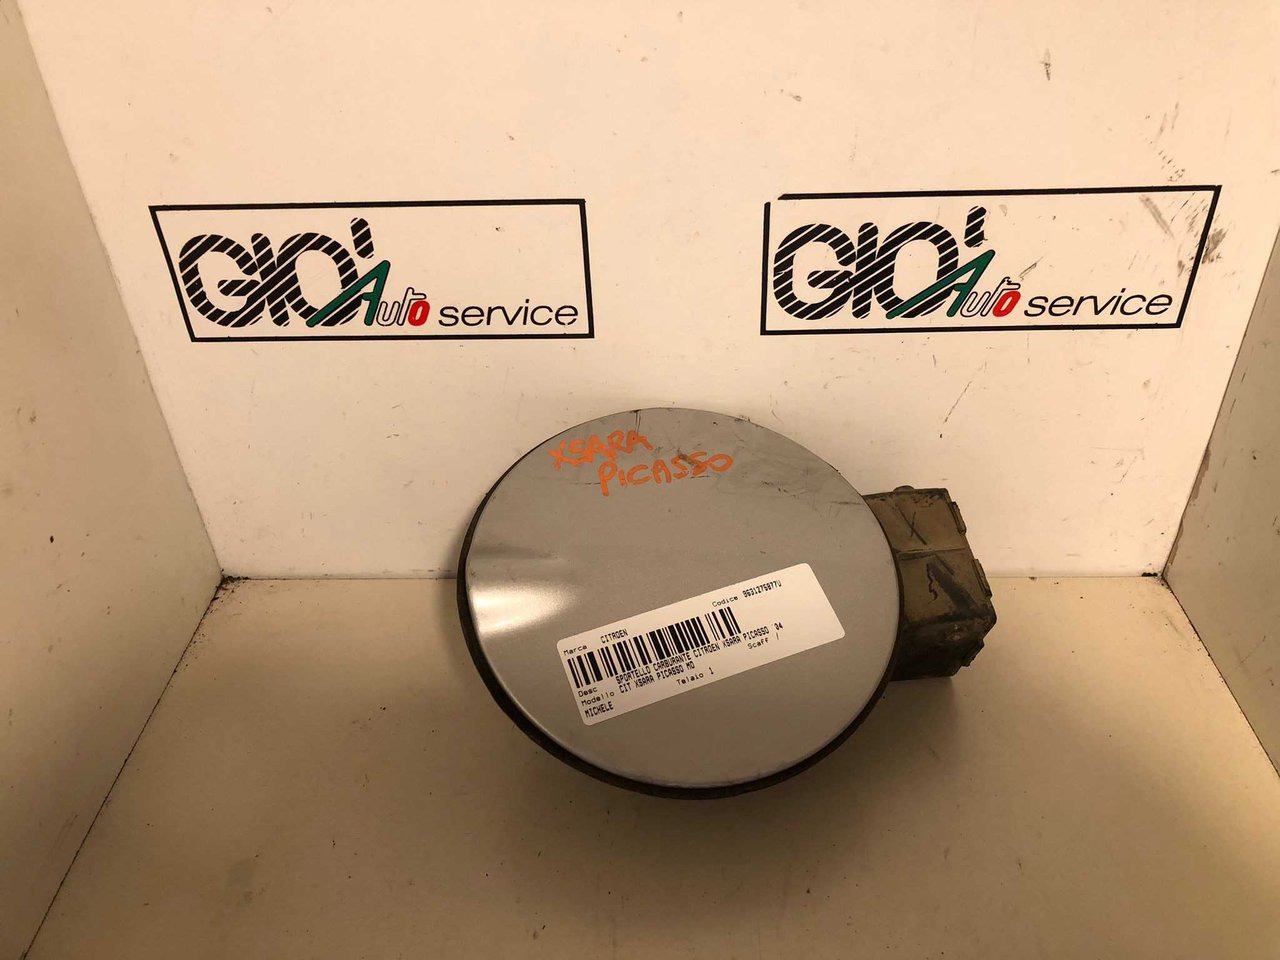 GIO' Auto service
GIO' Auto service
XSARA
PICASSO
Codice 9631275877U
Marca CITROEN
Desc SPORTELLO CARBURANTE CITROEN XSARA PICASSO '04
Modello CIT XSARA PICASSO MO
Telaio 1
Scaff
MICHELE
X